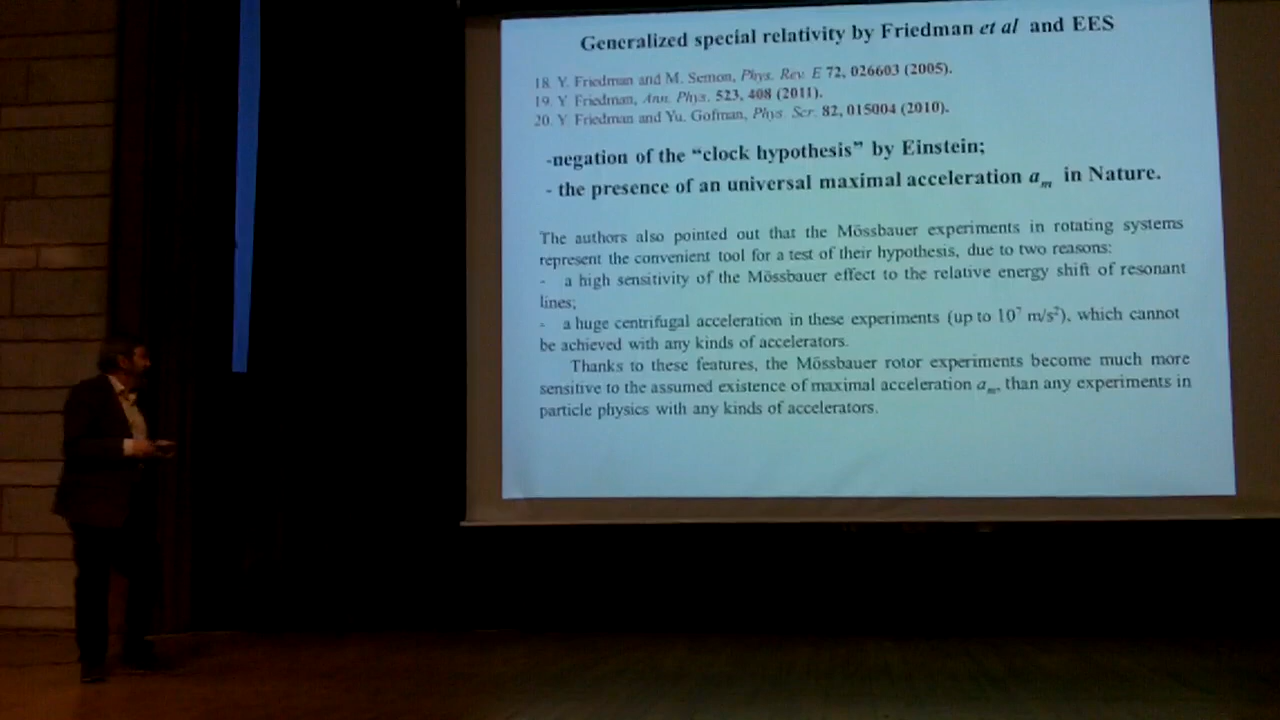 Generalized special relativity by Friedman et al and EES
18. Y. Friedman and M. Semon, Phys. Rev. E 72, 026603 (2005).
19. Y. Friedman, Ann. Phys. 523, 408 (2011).
20. Y. Friedman and Yu. Gofman, Phys. Scr. 82, 015004 (2010).
-negation of the “clock hypothesis” by Einstein;
- the presence of an universal maximal acceleration aₘ in Nature.
The authors also pointed out that the Mössbauer experiments in rotating systems
represent the convenient tool for a test of their hypothesis, due to two reasons:
- a high sensitivity of the Mössbauer effect to the relative energy shift of resonant
lines;
- a huge centrifugal acceleration in these experiments (up to 10⁷ m/s²), which cannot
be achieved with any kinds of accelerators.
Thanks to these features, the Mössbauer rotor experiments become much more
sensitive to the assumed existence of maximal acceleration aₘ, than any experiments in
particle physics with any kinds of accelerators.